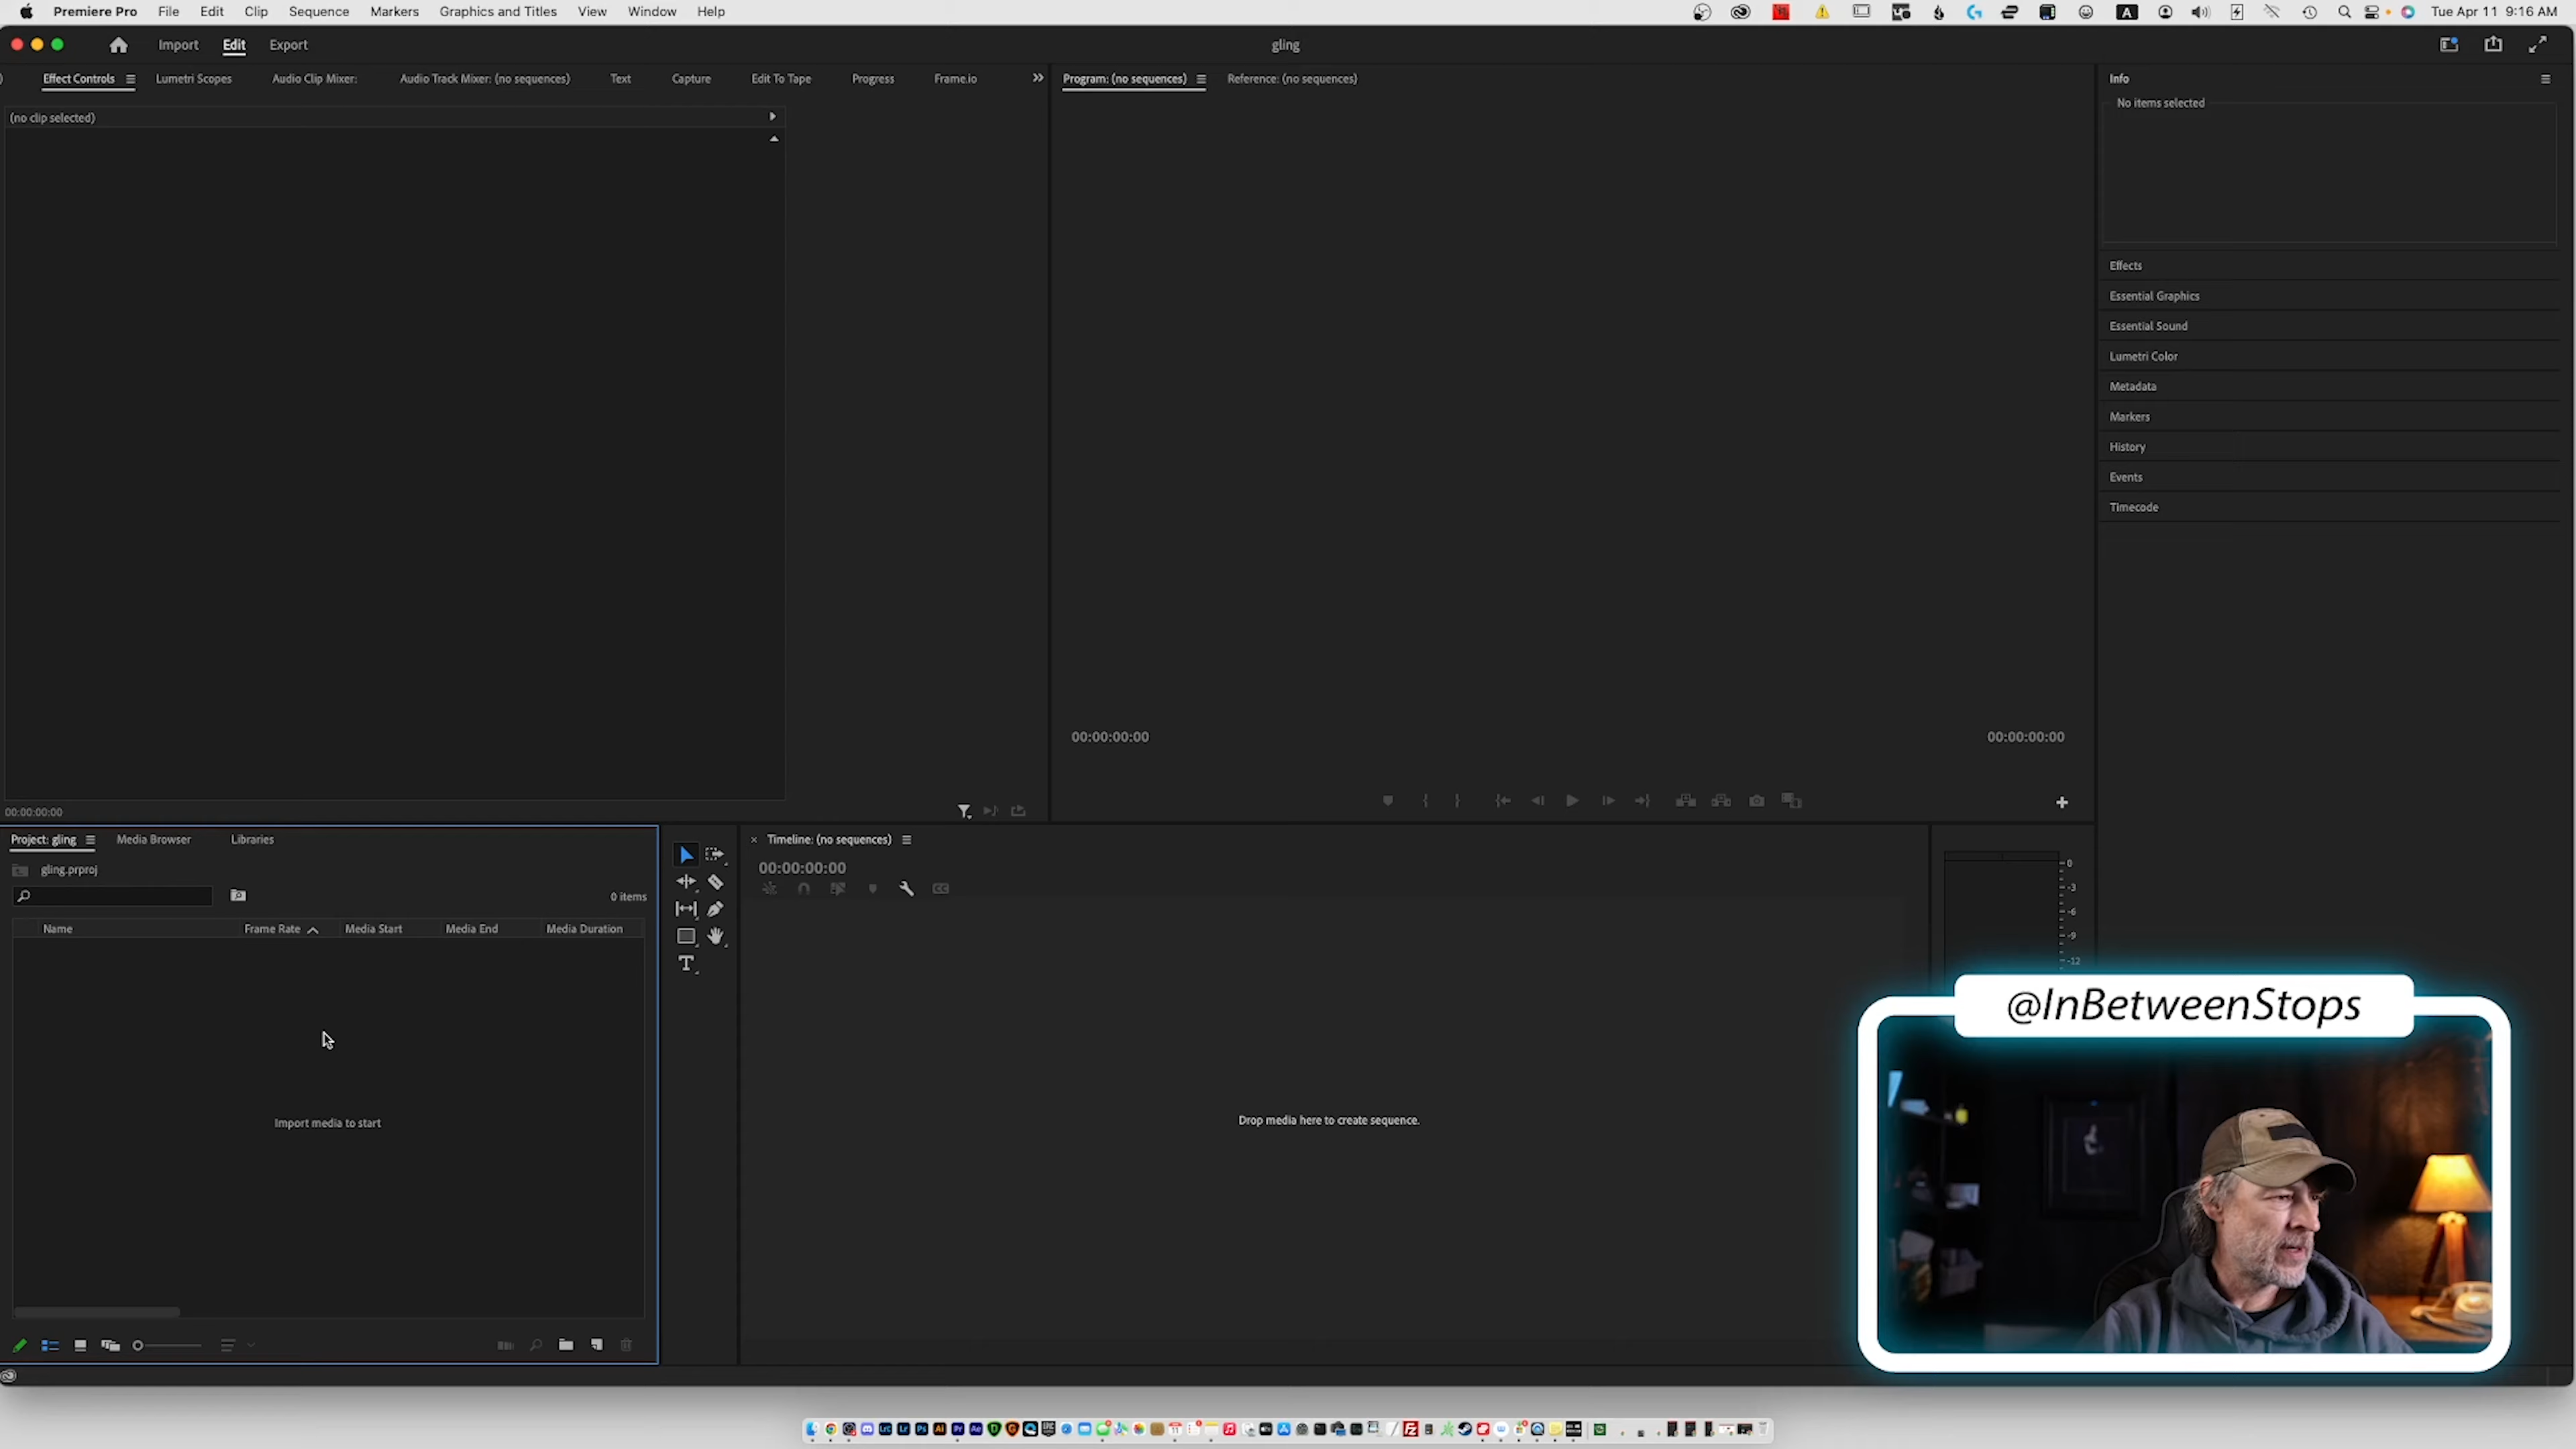 Premiere Pro File Edit Clip Sequence Markers Graphics and Titles View Window Help A Tue Apr 11 9:16 AM
Import Edit Export gling
Effect Controls Lumetri Scopes Audio Clip Mixer: Audio Track Mixer: (no sequences) Text Capture Edit To Tape Progress Frame.io
Program: (no sequences) Reference: (no sequences)
Info
No items selected
(no clip selected)
Effects
Essential Graphics
Essential Sound
Lumetri Color
Metadata
Markers
History
Events
Timecode
00:00:00:00 00:00:00:00
00:00:00:00
Project: gling Media Browser Libraries
gling.prproj
0 items
Name Frame Rate Media Start Media End Media Duration
Import media to start
Timeline: (no sequences)
00:00:00:00
Drop media here to create sequence.
0
-3
-6
-9
-12
@InBetweenStops